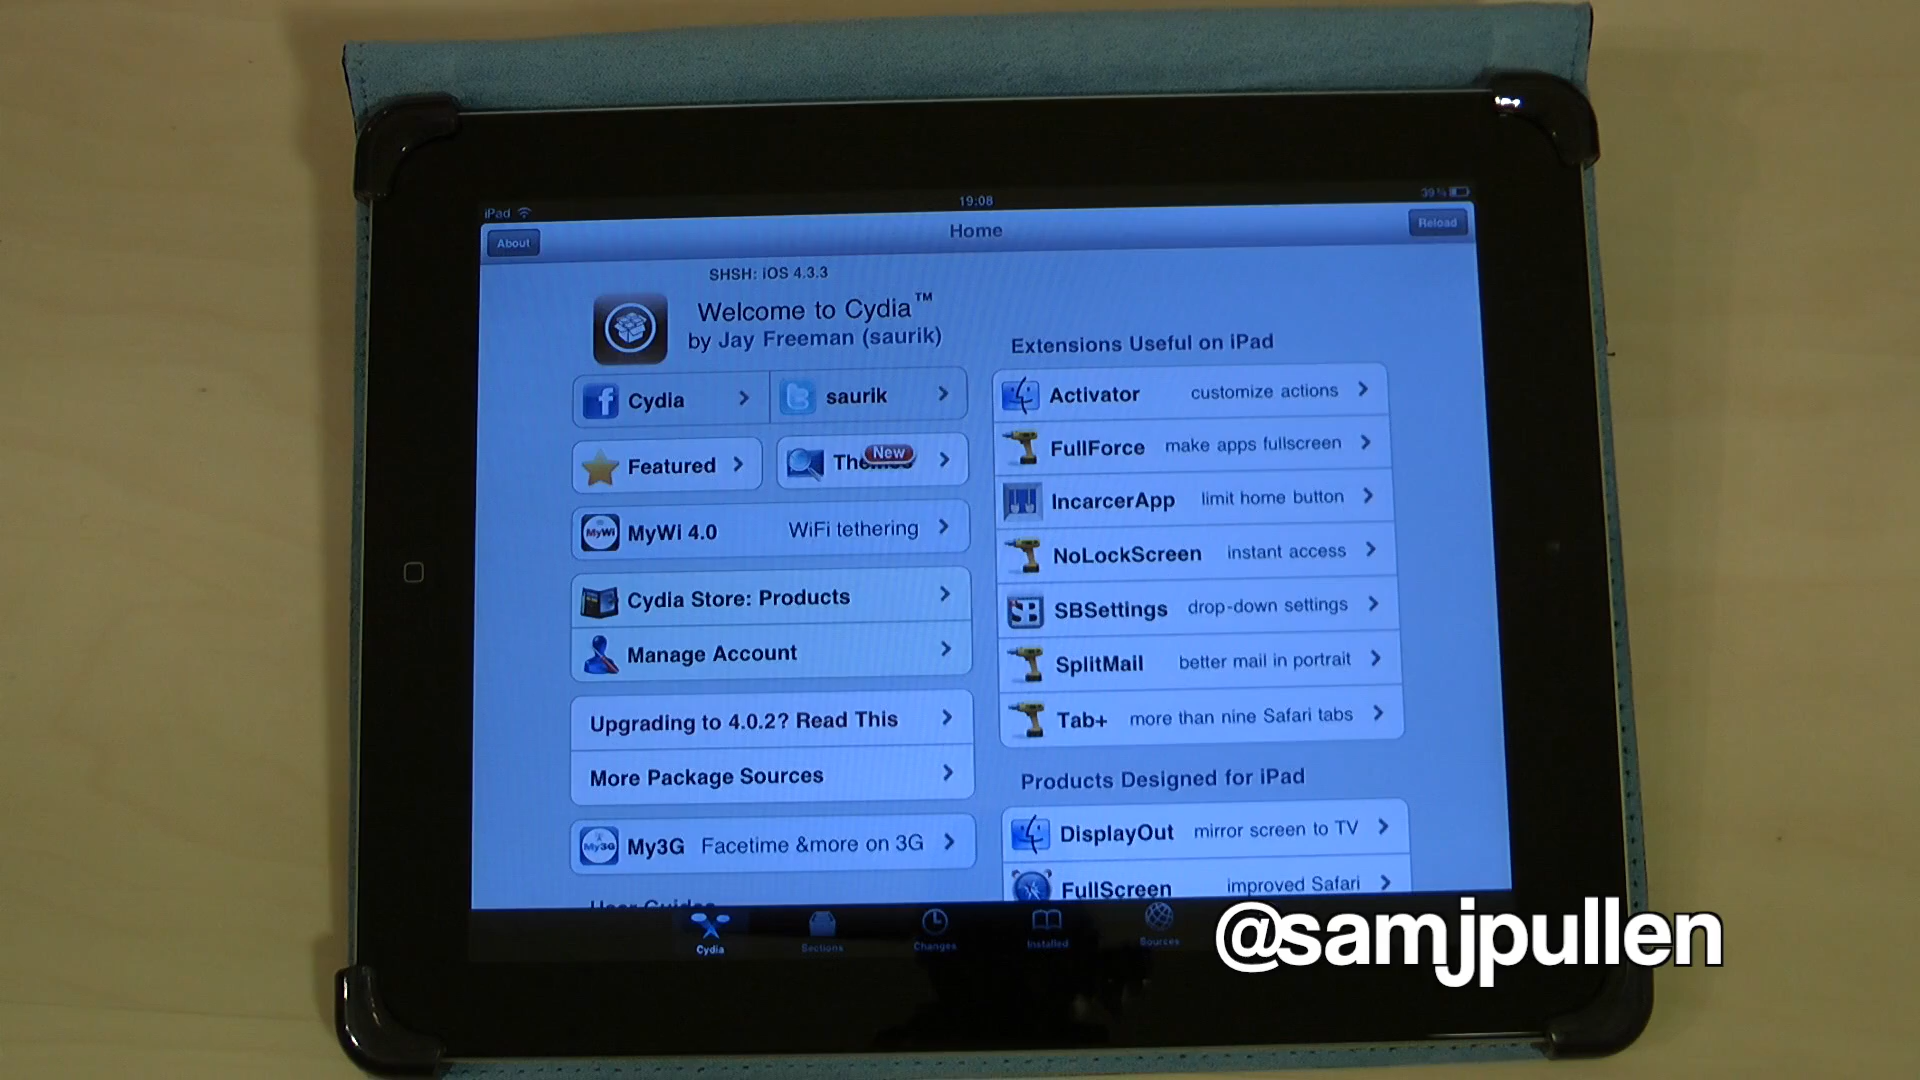 iPad
19:08
39%
About
Home
Reload
SHSH: iOS 4.3.3
Welcome to Cydia™
by Jay Freeman (saurik)
Cydia
saurik
Featured
New
MyWi
MyWi 4.0
WiFi tethering
Cydia Store: Products
Manage Account
Upgrading to 4.0.2? Read This
More Package Sources
My3G
My3G
Facetime &more on 3G
User Guides
Extensions Useful on iPad
Activator customize actions
FullForce make apps fullscreen
IncarcerApp limit home button
NoLockScreen instant access
SB
SBSettings drop-down settings
SplitMail better mail in portrait
Tab+ more than nine Safari tabs
Products Designed for iPad
DisplayOut mirror screen to TV
FullScreen improved Safari
Cydia
Sections
Changes
Installed
Sources
@samjpullen